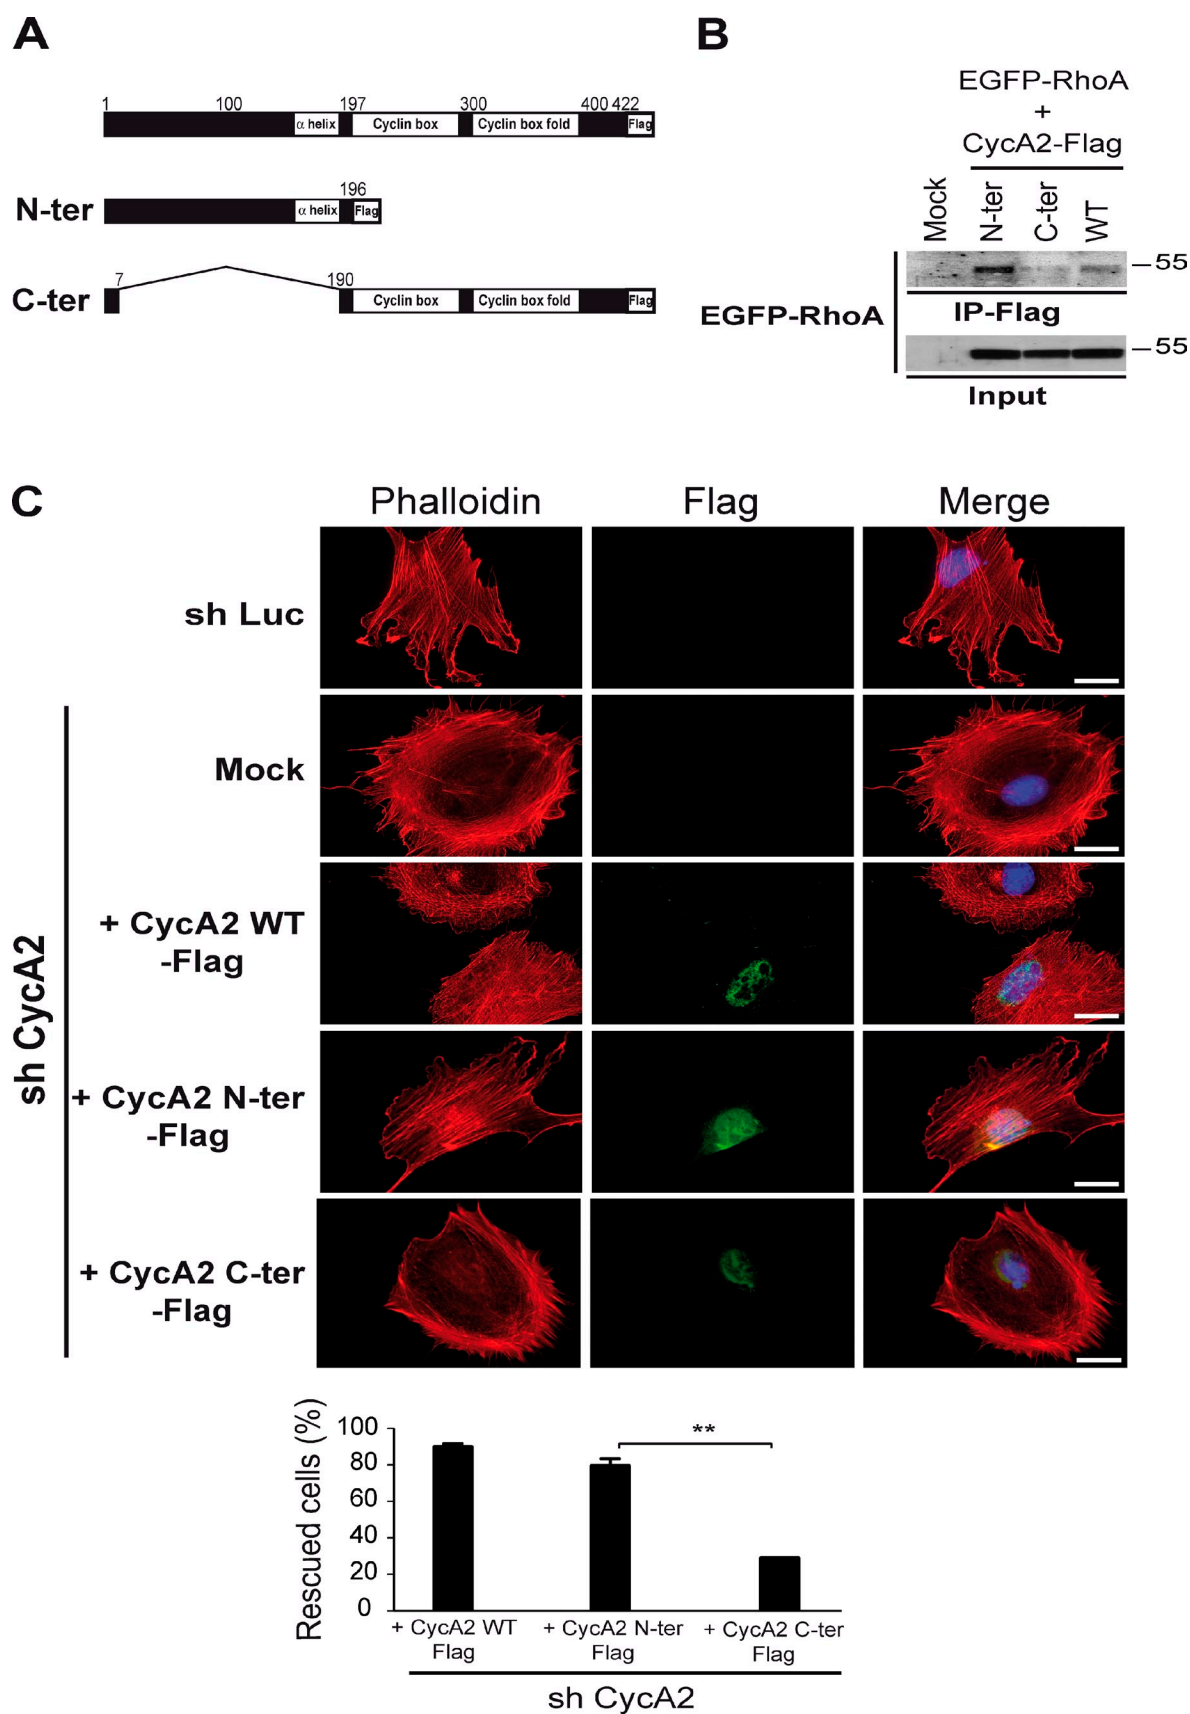 A
1 100 197 300 400 422
α helix Cyclin box Cyclin box fold Flag
196
N-ter α helix Flag
7 190
C-ter Cyclin box Cyclin box fold Flag
B
EGFP-RhoA
+
CycA2-Flag
Mock N-ter C-ter WT
55
IP-Flag
EGFP-RhoA
55
Input
C
Phalloidin Flag Merge
sh Luc
Mock
+ CycA2 WT
-Flag
+ CycA2 N-ter
-Flag
+ CycA2 C-ter
-Flag
sh CycA2
Rescued cells (%)
100
80
60
40
20
0
**
+ CycA2 WT + CycA2 N-ter + CycA2 C-ter
Flag Flag Flag
sh CycA2